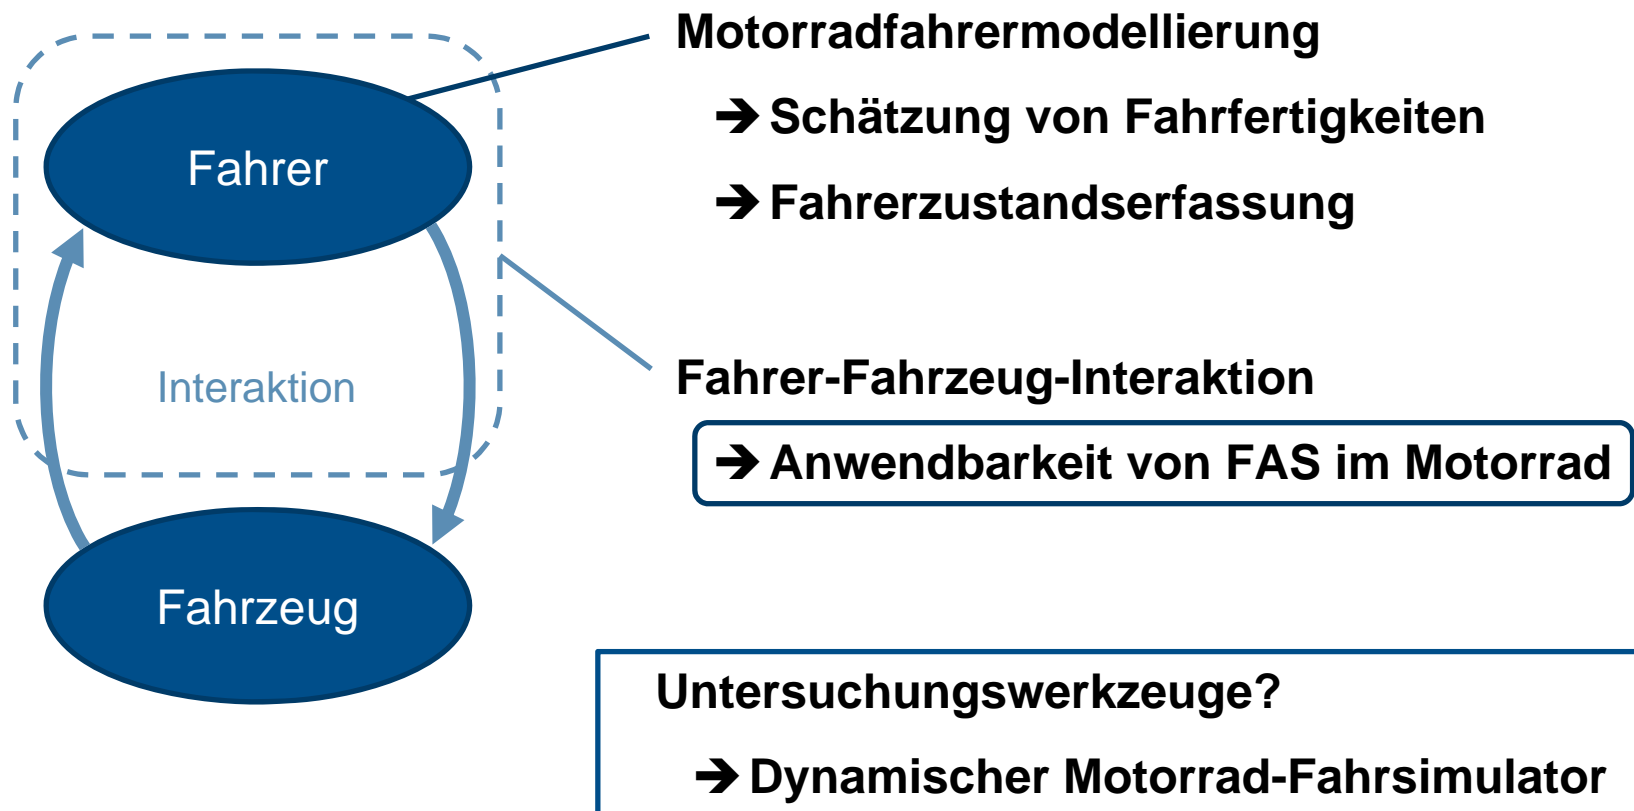 Fahrer
Interaktion
Fahrzeug
Motorradfahrermodellierung
➔ Schätzung von Fahrfertigkeiten
➔ Fahrerzustandserfassung
Fahrer-Fahrzeug-Interaktion
➔ Anwendbarkeit von FAS im Motorrad
Untersuchungswerkzeuge?
➔ Dynamischer Motorrad-Fahrsimulator